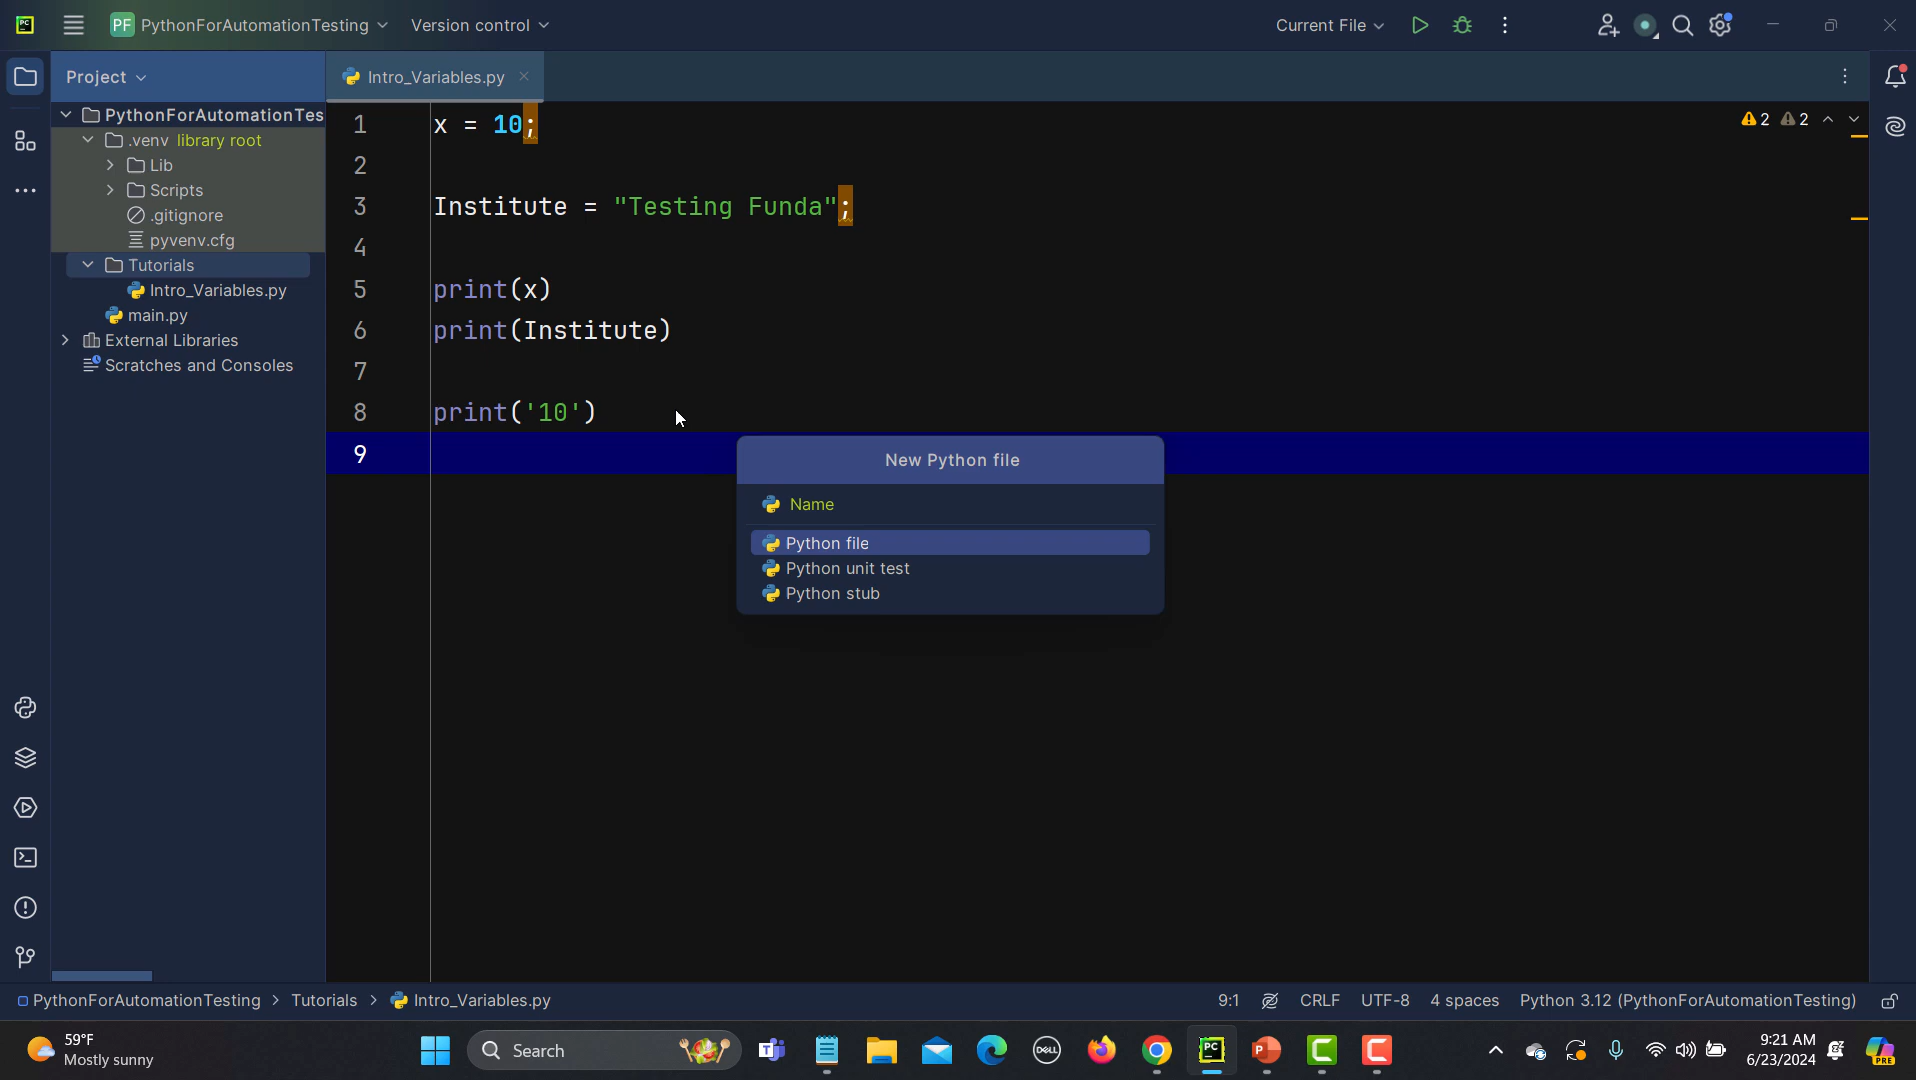 PC
PF PythonForAutomationTesting
Version control
Current File
Project
Intro_Variables.py
PythonForAutomationTes
.venv library root
Lib
Scripts
.gitignore
pyvenv.cfg
Tutorials
Intro_Variables.py
main.py
External Libraries
Scratches and Consoles
2 2
1 x = 10;
2
3 Institute = "Testing Funda";
4
5 print(x)
6 print(Institute)
7
8 print('10')
9
New Python file
Name
Python file
Python unit test
Python stub
PythonForAutomationTesting > Tutorials > Intro_Variables.py
9:1 CRLF UTF-8 4 spaces Python 3.12 (PythonForAutomationTesting)
59°F
Mostly sunny
Search
DELL
9:21 AM
6/23/2024
PRE